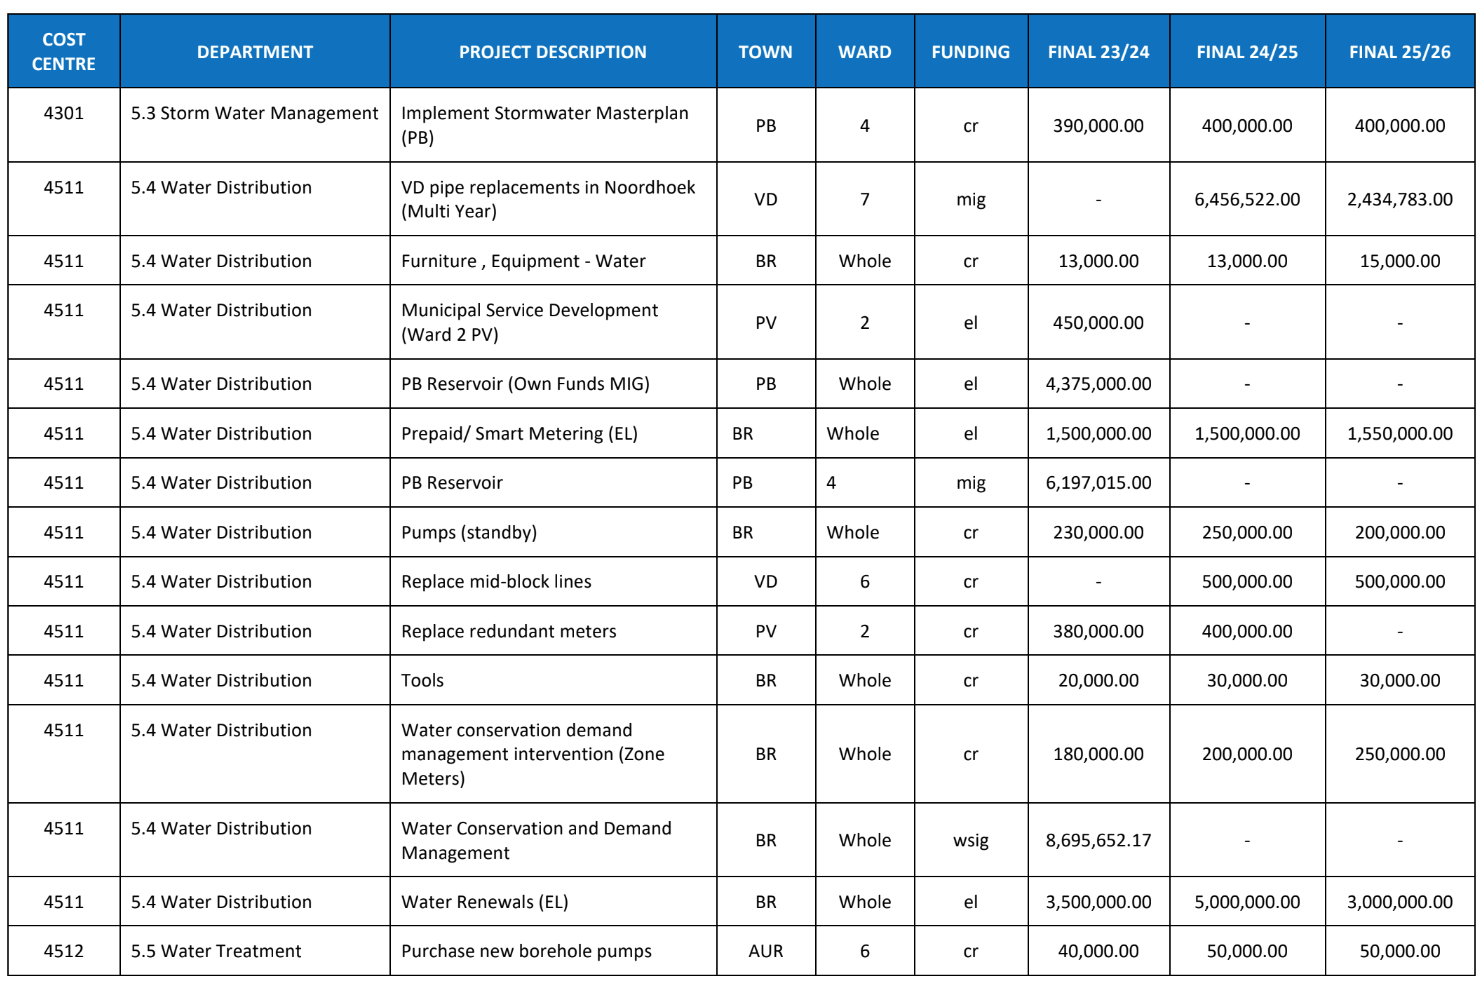 COST CENTRE DEPARTMENT PROJECT DESCRIPTION TOWN WARD FUNDING FINAL 23/24 FINAL 24/25 FINAL 25/26
4301 5.3 Storm Water Management Implement Stormwater Masterplan
(PB) PB 4 cr 390,000.00 400,000.00 400,000.00
4511 5.4 Water Distribution VD pipe replacements in Noordhoek
(Multi Year) VD 7 mig - 6,456,522.00 2,434,783.00
4511 5.4 Water Distribution Furniture , Equipment - Water BR Whole cr 13,000.00 13,000.00 15,000.00
4511 5.4 Water Distribution Municipal Service Development
(Ward 2 PV) PV 2 el 450,000.00 - -
4511 5.4 Water Distribution PB Reservoir (Own Funds MIG) PB Whole el 4,375,000.00 - -
4511 5.4 Water Distribution Prepaid/ Smart Metering (EL) BR Whole el 1,500,000.00 1,500,000.00 1,550,000.00
4511 5.4 Water Distribution PB Reservoir PB 4 mig 6,197,015.00 - -
4511 5.4 Water Distribution Pumps (standby) BR Whole cr 230,000.00 250,000.00 200,000.00
4511 5.4 Water Distribution Replace mid-block lines VD 6 cr - 500,000.00 500,000.00
4511 5.4 Water Distribution Replace redundant meters PV 2 cr 380,000.00 400,000.00 -
4511 5.4 Water Distribution Tools BR Whole cr 20,000.00 30,000.00 30,000.00
4511 5.4 Water Distribution Water conservation demand
management intervention (Zone
Meters) BR Whole cr 180,000.00 200,000.00 250,000.00
4511 5.4 Water Distribution Water Conservation and Demand
Management BR Whole wsig 8,695,652.17 - -
4511 5.4 Water Distribution Water Renewals (EL) BR Whole el 3,500,000.00 5,000,000.00 3,000,000.00
4512 5.5 Water Treatment Purchase new borehole pumps AUR 6 cr 40,000.00 50,000.00 50,000.00